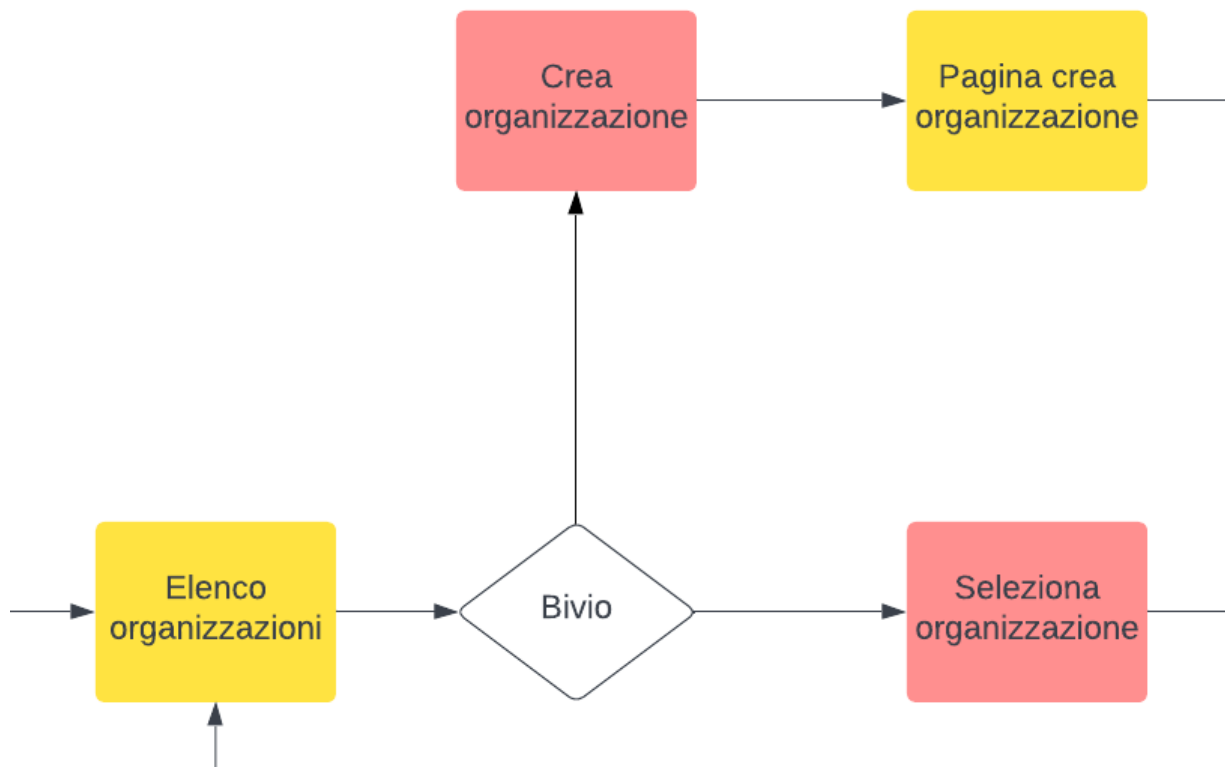 Crea
organizzazione
Pagina crea
organizzazione
Elenco
organizzazioni
Bivio
Seleziona
organizzazione